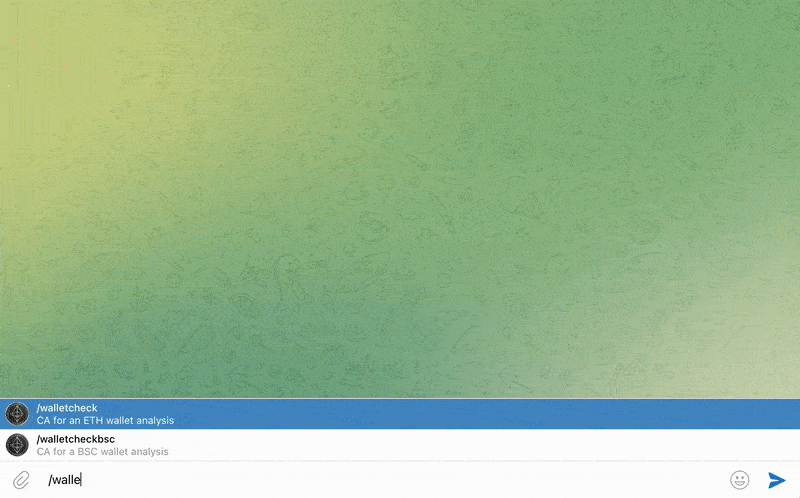 /walletcheck
CA for an ETH wallet analysis
/walletcheckbsc
CA for a BSC wallet analysis
/walle